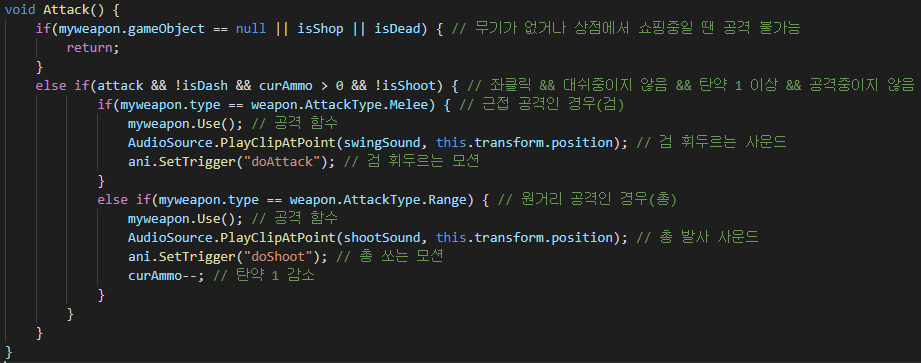 void Attack() {
    if(myweapon.gameObject == null || isShop || isDead) { // 무기가 없거나 상점에서 쇼핑중일 땐 공격 불가능
        return;
    }
    else if(attack && !isDash && curAmmo > 0 && !isShoot) { // 좌클릭 && 대쉬중이지 않음 && 탄약 1 이상 && 공격중이지 않음
            if(myweapon.type == weapon.AttackType.Melee) { // 근접 공격인 경우(검)
                myweapon.Use(); // 공격 함수
                AudioSource.PlayClipAtPoint(swingSound, this.transform.position); // 검 휘두르는 사운드
                ani.SetTrigger("doAttack"); // 검 휘두르는 모션
            }
            else if(myweapon.type == weapon.AttackType.Range) { // 원거리 공격인 경우(총)
                myweapon.Use(); // 공격 함수
                AudioSource.PlayClipAtPoint(shootSound, this.transform.position); // 총 발사 사운드
                ani.SetTrigger("doShoot"); // 총 쏘는 모션
                curAmmo--; // 탄약 1 감소
            }
        }
    }
}